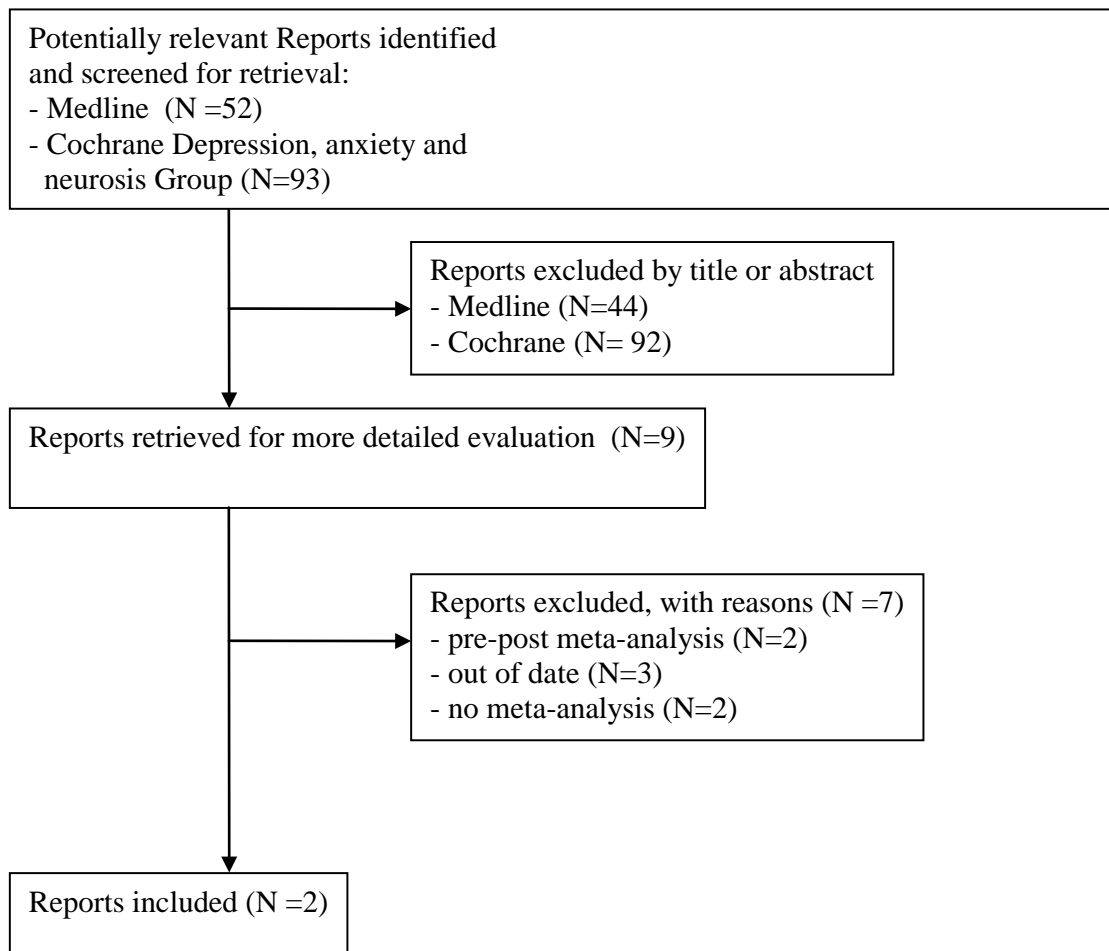 Potentially relevant Reports identified
and screened for retrieval:
- Medline  (N =52)
- Cochrane Depression, anxiety and
neurosis Group (N=93)
Reports excluded by title or abstract
- Medline (N=44)
- Cochrane (N= 92)
Reports retrieved for more detailed evaluation  (N=9)
Reports excluded, with reasons (N =7)
- pre-post meta-analysis (N=2)
- out of date (N=3)
- no meta-analysis (N=2)
Reports included (N =2)